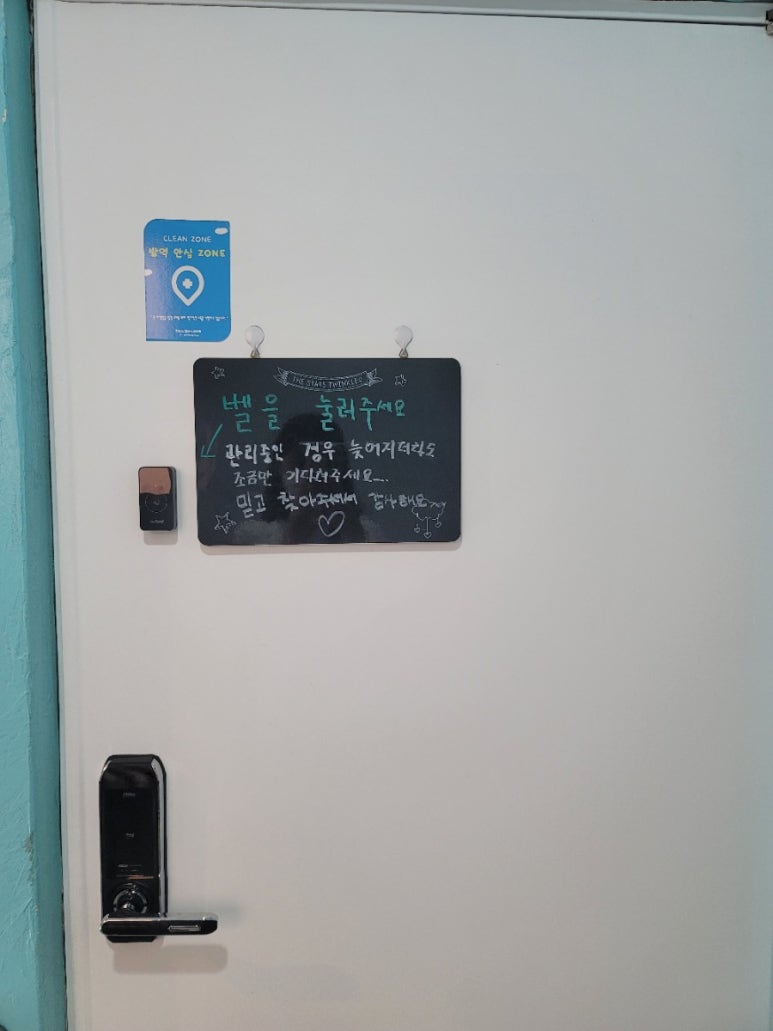 CLEAN ZONE
방역 안심 ZONE
THE STARS TWINKLED
벨을 눌러주세요
관리중인 경우 늦어지더라도
조금만 기다려주세요...
믿고 찾아주셔서 감사해요